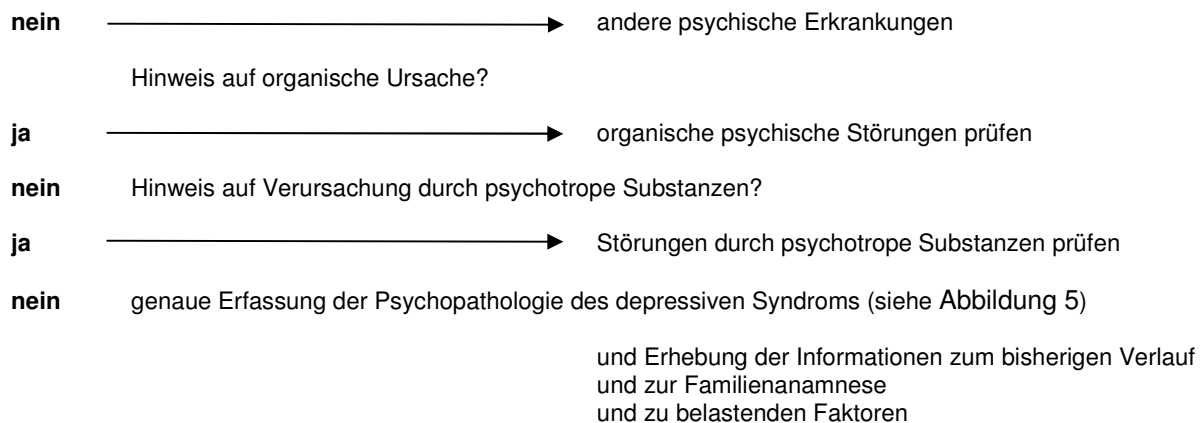 nein andere psychische Erkrankungen
Hinweis auf organische Ursache?
ja organische psychische Störungen prüfen
nein Hinweis auf Verursachung durch psychotrope Substanzen?
ja Störungen durch psychotrope Substanzen prüfen
nein genaue Erfassung der Psychopathologie des depressiven Syndroms (siehe Abbildung 5)
und Erhebung der Informationen zum bisherigen Verlauf
und zur Familienanamnese
und zu belastenden Faktoren